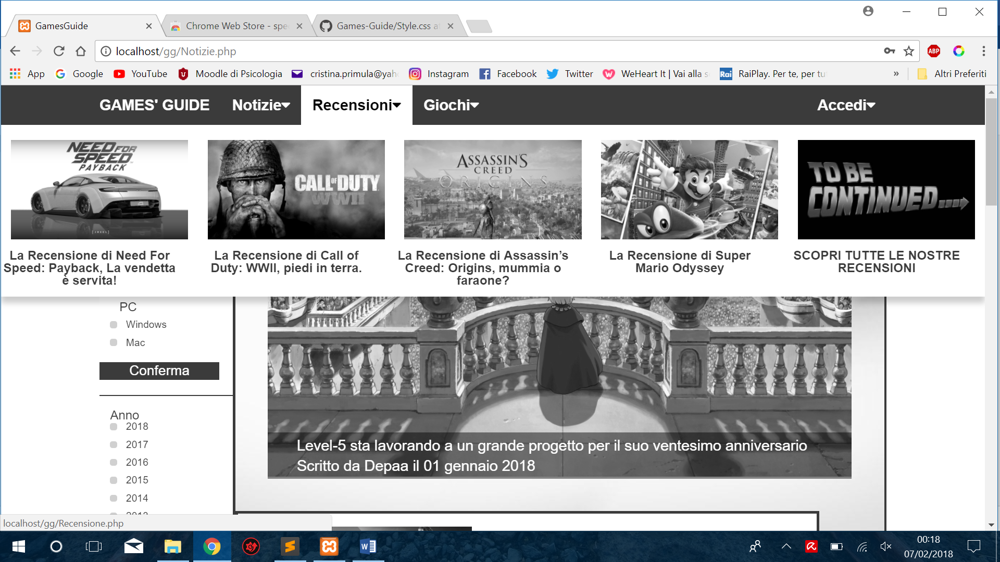 GamesGuide
Chrome Web Store - spe
Games-Guide/Style.css at
localhost/gg/Notizie.php
ABP
App
Google
YouTube
Moodle di Psicologia
cristina.primula@yah
Instagram
Facebook
Twitter
WeHeart It | Vai alla s
Rai
RaiPlay. Per te, per tu
»
Altri Preferiti
GAMES' GUIDE
Notizie
Recensioni
Giochi
Accedi
NEED FOR
SPEED
PAYBACK
CALL OF DUTY
WWII
ASSASSIN'S
CREED
ORIGINS
TO BE
CONTINUED....
La Recensione di Need For
Speed: Payback, La vendetta
è servita!
La Recensione di Call of
Duty: WWII, piedi in terra.
La Recensione di Assassin’s
Creed: Origins, mummia o
faraone?
La Recensione di Super
Mario Odyssey
SCOPRI TUTTE LE NOSTRE
RECENSIONI
PC
Windows
Mac
Conferma
Anno
2018
2017
2016
2015
2014
Level-5 sta lavorando a un grande progetto per il suo ventesimo anniversario
Scritto da Depaa il 01 gennaio 2018
localhost/gg/Recensione.php
00:18
07/02/2018